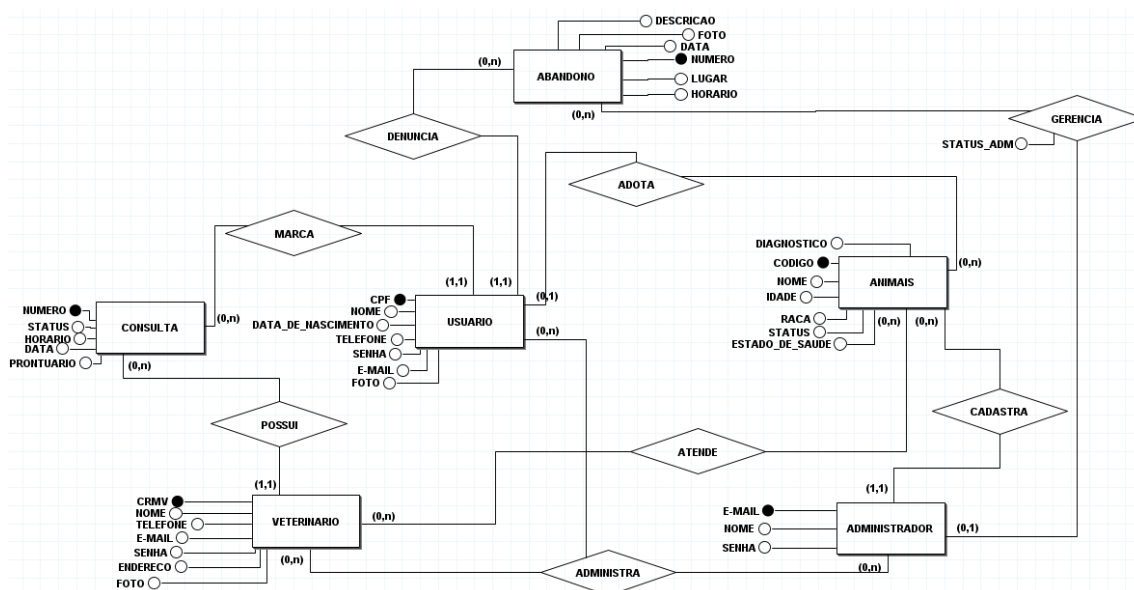 DESCRICAO
FOTO
DATA
NUMERO
LUGAR
HORARIO
ABANDONO
(0,n)
(0,n)
DENUNCIA
GERENCIA
STATUS_ADM
ADOTA
MARCA
DIAGNOSTICO
CODIGO
NOME
IDADE
RACA
STATUS
ESTADO_DE_SAUDE
ANIMAIS
(0,n)
(0,n)
(0,n)
(1,1)
(1,1)
(0,1)
(0,n)
CPF
NOME
DATA_DE_NASCIMENTO
TELEFONE
SENHA
E-MAIL
FOTO
USUARIO
NUMERO
STATUS
HORARIO
DATA
PRONTUARIO
CONSULTA
(0,n)
(0,n)
POSSUI
CADASTRA
ATENDE
(1,1)
CRMV
NOME
TELEFONE
E-MAIL
SENHA
ENDERECO
FOTO
VETERINARIO
(0,n)
(0,n)
ADMINISTRA
(1,1)
E-MAIL
NOME
SENHA
ADMINISTRADOR
(0,1)
(0,n)